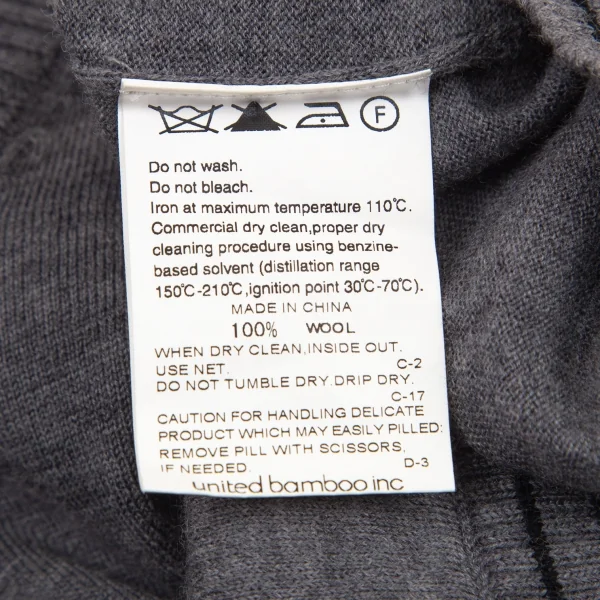 F
Do not wash.
Do not bleach.
Iron at maximum temperature 110℃.
Commercial dry clean,proper dry
cleaning procedure using benzine-
based solvent (distillation range
150℃-210℃,ignition point 30℃-70℃).
MADE IN CHINA
100% WOOL
WHEN DRY CLEAN,INSIDE OUT.
USE NET. C-2
DO NOT TUMBLE DRY.DRIP DRY.
C-17
CAUTION FOR HANDLING DELICATE
PRODUCT WHICH MAY EASILY PILLED:
REMOVE PILL WITH SCISSORS,
IF NEEDED. D-3
united bamboo inc